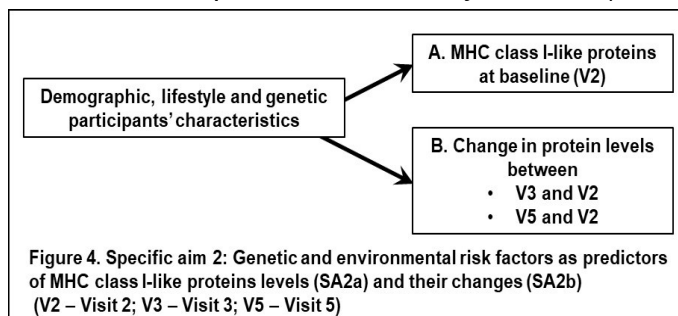 Demographic, lifestyle and genetic
participants' characteristics
A. MHC class I-like proteins
at baseline (V2)
B. Change in protein levels
between
• V3 and V2
• V5 and V2
Figure 4. Specific aim 2: Genetic and environmental risk factors as predictors
of MHC class I-like proteins levels (SA2a) and their changes (SA2b)
(V2 – Visit 2; V3 – Visit 3; V5 – Visit 5)